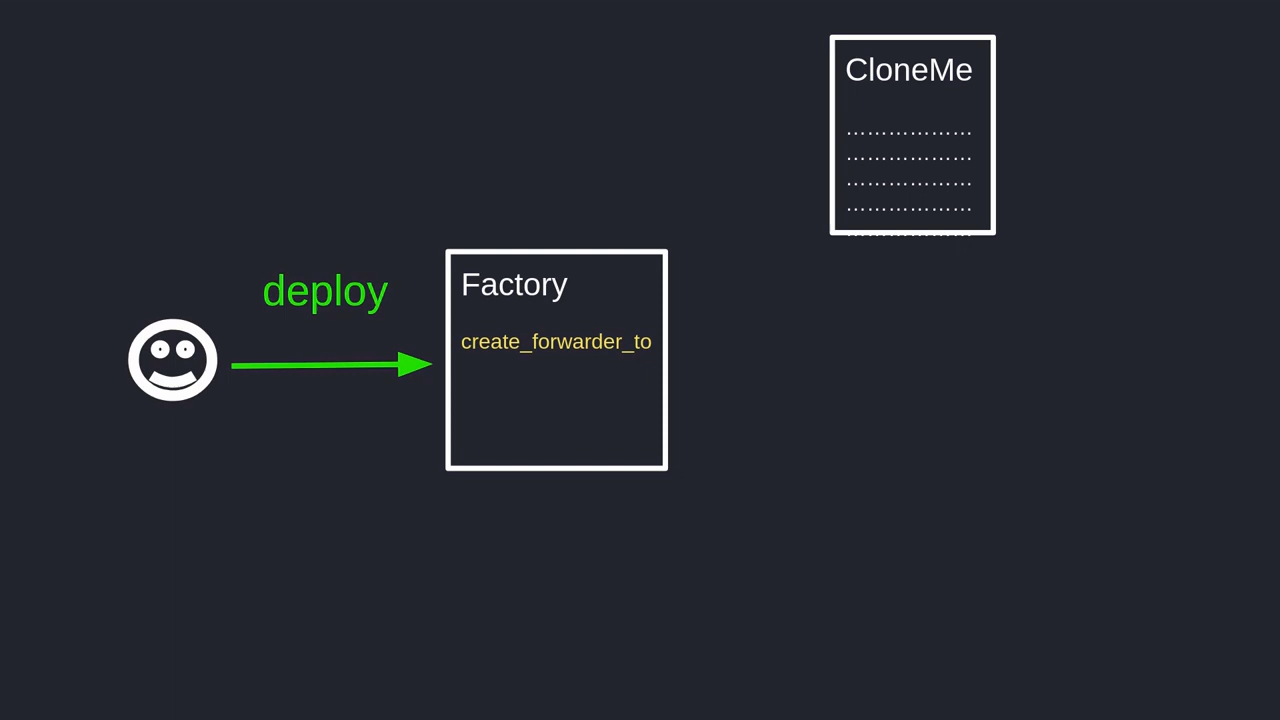 CloneMe
………………
………………
………………
………………
………………
deploy
Factory
create_forwarder_to